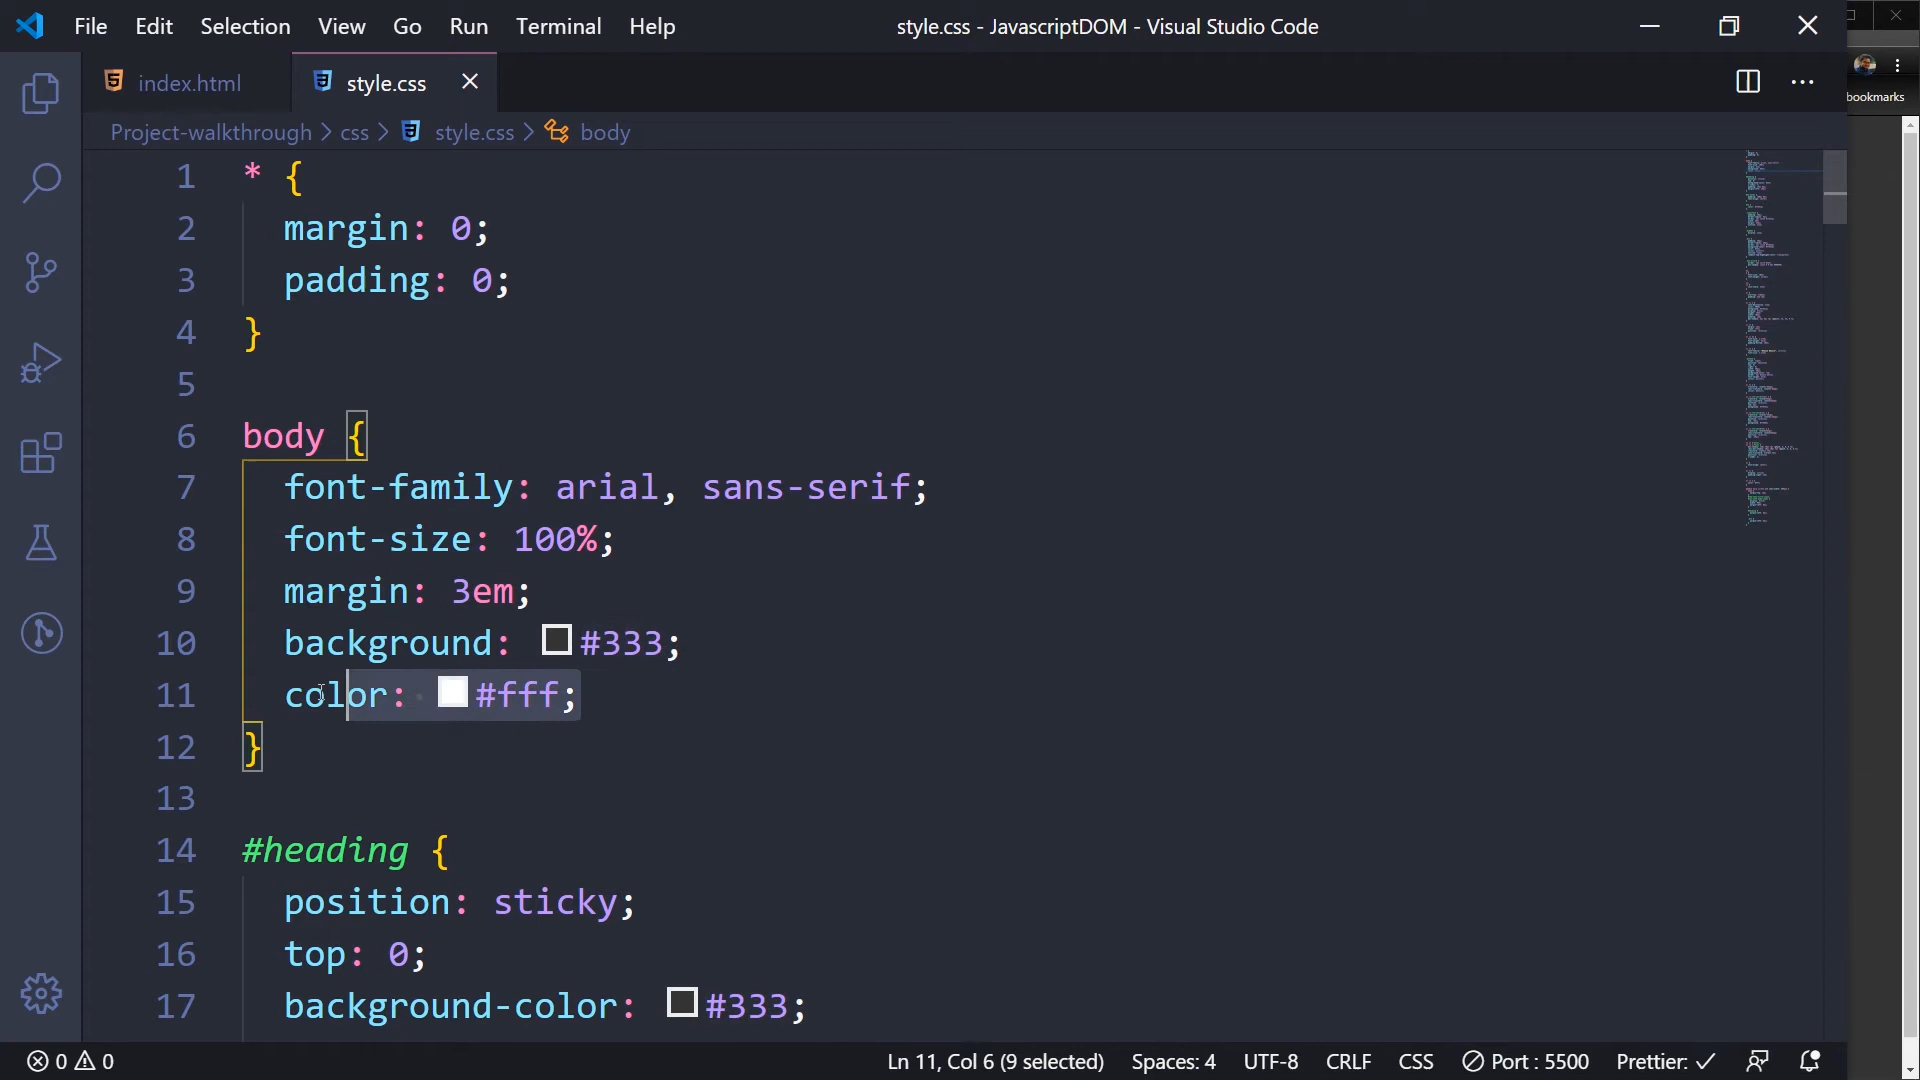 File Edit Selection View Go Run Terminal Help style.css - JavascriptDOM - Visual Studio Code
index.html style.css
bookmarks
Project-walkthrough > css > style.css > body
1 * {
2 margin: 0;
3 padding: 0;
4 }
5
6 body {
7 font-family: arial, sans-serif;
8 font-size: 100%;
9 margin: 3em;
10 background: #333;
11 color: #fff;
12 }
13
14 #heading {
15 position: sticky;
16 top: 0;
17 background-color: #333;
0 0 Ln 11, Col 6 (9 selected) Spaces: 4 UTF-8 CRLF CSS Port : 5500 Prettier: ✓